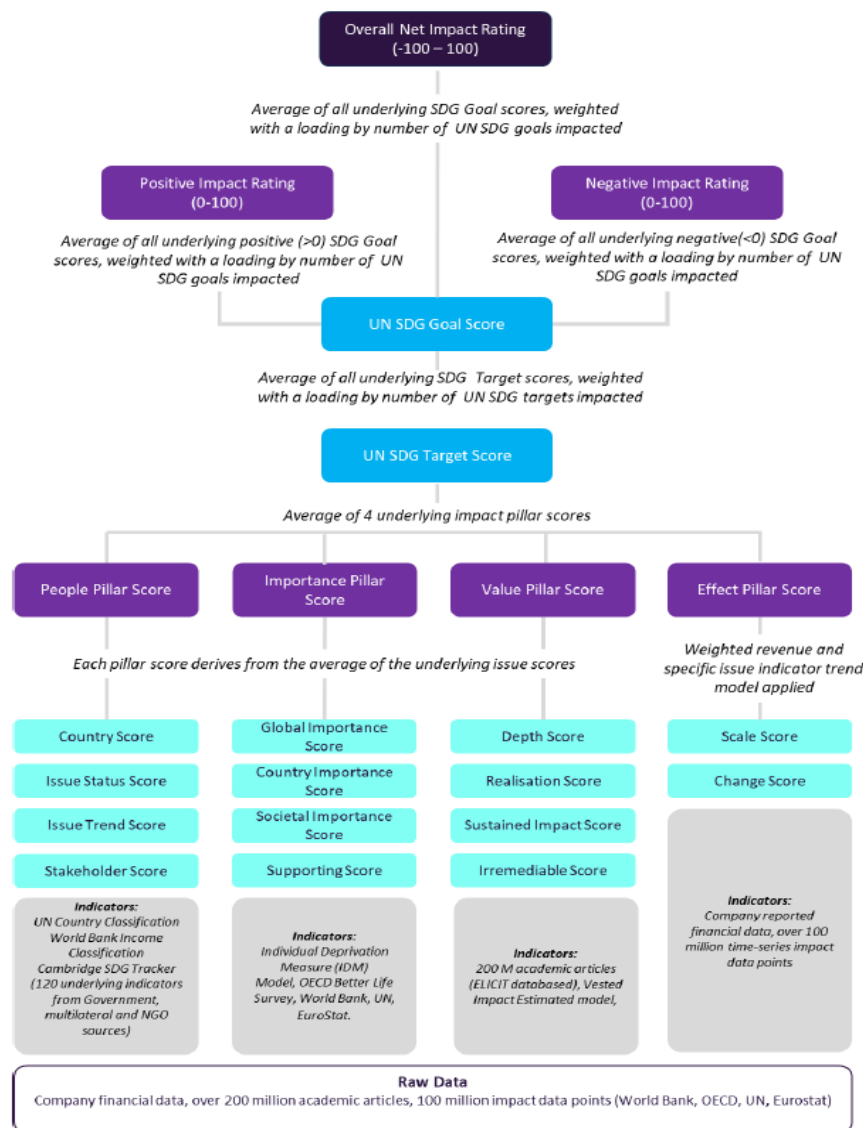 Overall Net Impact Rating
(-100 – 100)
Average of all underlying SDG Goal scores, weighted
with a loading by number of UN SDG goals impacted
Positive Impact Rating
(0-100)
Negative Impact Rating
(0-100)
Average of all underlying positive (>0) SDG Goal
scores, weighted with a loading by number of UN
SDG goals impacted
Average of all underlying negative(<0) SDG Goal
scores, weighted with a loading by number of UN
SDG goals impacted
UN SDG Goal Score
Average of all underlying SDG Target scores, weighted
with a loading by number of UN SDG targets impacted
UN SDG Target Score
Average of 4 underlying impact pillar scores
People Pillar Score
Importance Pillar
Score
Value Pillar Score
Effect Pillar Score
Each pillar score derives from the average of the underlying issue scores
Weighted revenue and
specific issue indicator trend
model applied
Country Score
Issue Status Score
Issue Trend Score
Stakeholder Score
Global Importance
Score
Country Importance
Score
Societal Importance
Score
Supporting Score
Depth Score
Realisation Score
Sustained Impact Score
Irremediable Score
Scale Score
Change Score
Indicators:
UN Country Classification
World Bank Income
Classification
Cambridge SDG Tracker
(120 underlying indicators
from Government,
multilateral and NGO
sources)
Indicators:
Individual Deprivation
Measure (IDM)
Model, OECD Better Life
Survey, World Bank, UN,
EuroStat.
Indicators:
200 M academic articles
(ELICIT databased), Vested
Impact Estimated model,
Indicators:
Company reported
financial data, over 100
million time-series impact
data points
Raw Data
Company financial data, over 200 million academic articles, 100 million impact data points (World Bank, OECD, UN, Eurostat)